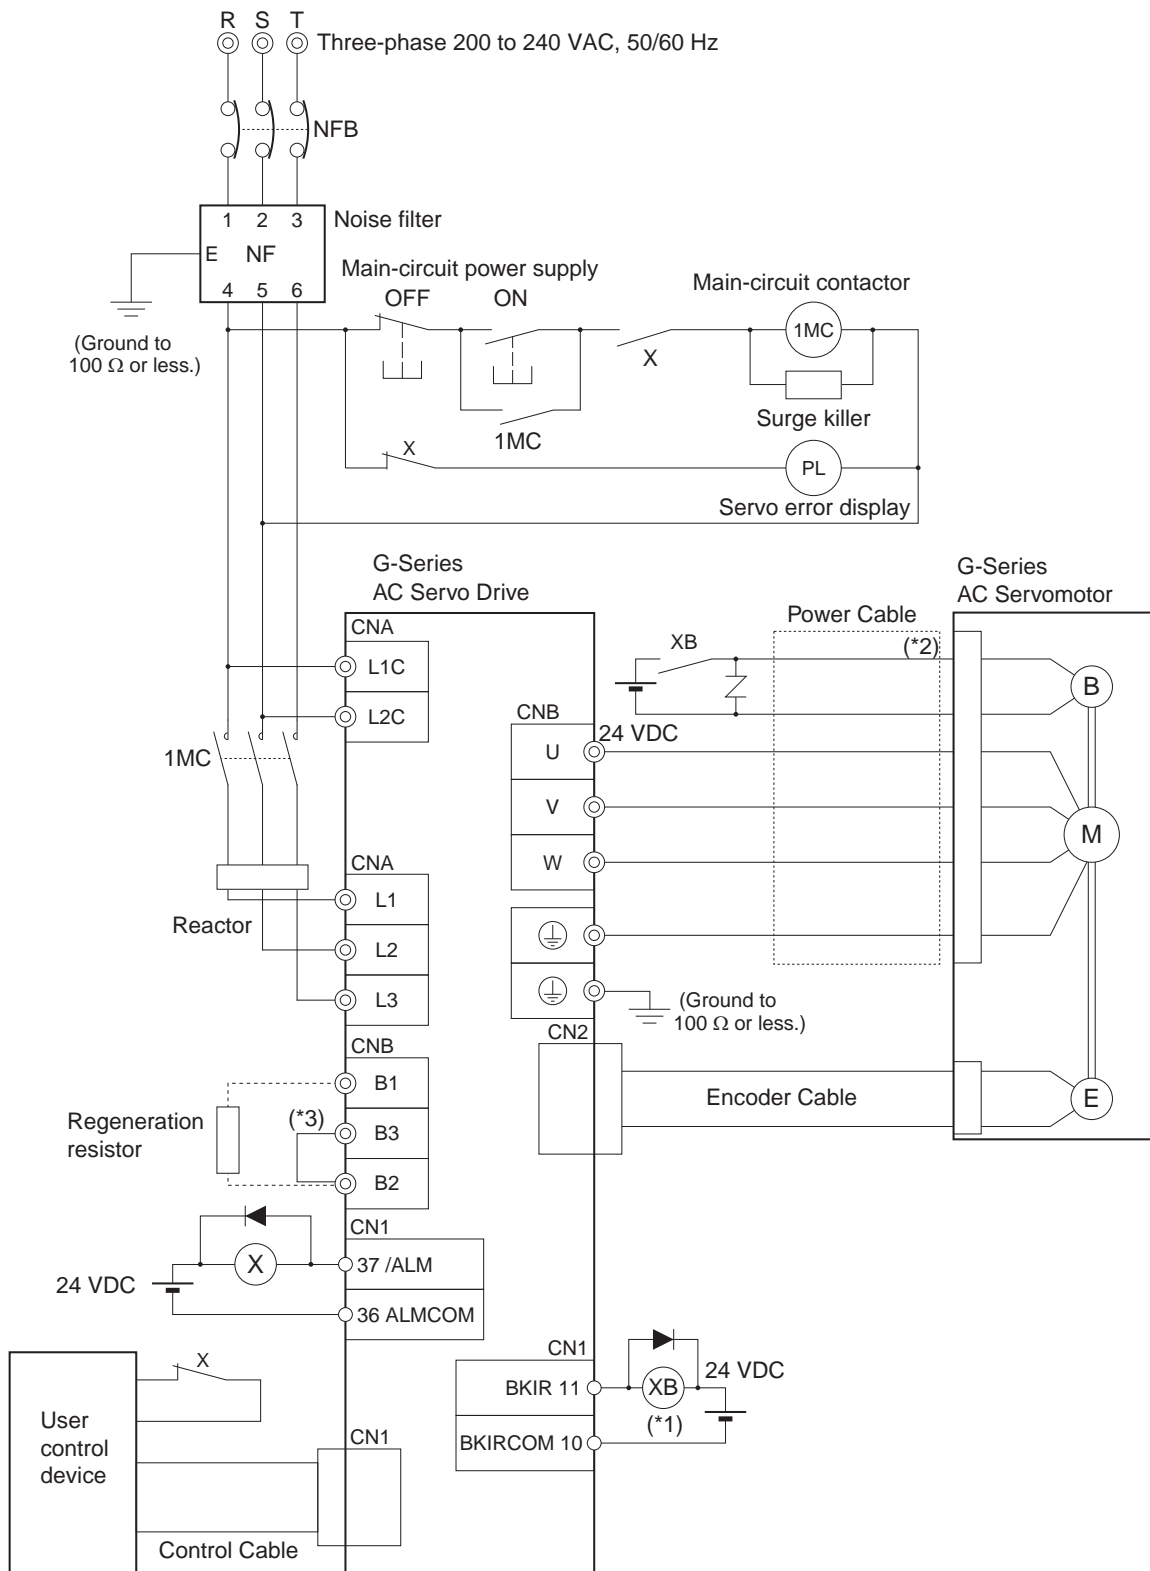 R S T
Three-phase 200 to 240 VAC, 50/60 Hz
NFB
1 2 3
Noise filter
E NF
4 5 6
(Ground to
100 Ω or less.)
Main-circuit power supply
OFF ON
Main-circuit contactor
1MC
X
Surge killer
1MC
X
PL
Servo error display
G-Series
AC Servo Drive
G-Series
AC Servomotor
CNA
L1C
L2C
XB
Power Cable
(*2)
B
24 VDC
CNB
U
V
W
M
1MC
Reactor
CNA
L1
L2
L3
(Ground to
100 Ω or less.)
CN2
Encoder Cable
E
CNB
B1
B3
B2
(*3)
Regeneration
resistor
CN1
X
37 /ALM
24 VDC
36 ALMCOM
CN1
BKIR 11
XB
24 VDC
(*1)
BKIRCOM 10
X
User
control
device
CN1
Control Cable